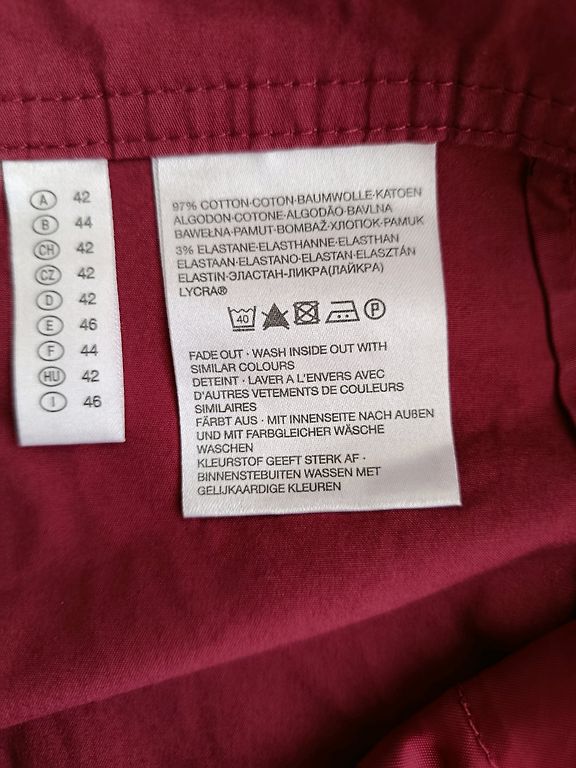 A 42
B 44
CH 42
CZ 42
D 42
E 46
F 44
HU 42
I 46
97% COTTON·COTON·BAUMWOLLE·KATOEN
ALGODON·COTONE·ALGODÃO·BAVLNA
BAWEŁNA·PAMUT·BOMBAŽ·ХЛОПОК·PAMUK
3% ELASTANE·ELASTHANNE·ELASTHAN
ELASTAAN·ELASTANO·ELASTAN·ELASZTÁN
ELASTIN·ЭЛАСТАН·ЛИКРА(ЛАЙКРА)
LYCRA®
40 P
FADE OUT · WASH INSIDE OUT WITH
SIMILAR COLOURS
DETEINT · LAVER A L'ENVERS AVEC
D'AUTRES VETEMENTS DE COULEURS
SIMILAIRES
FÄRBT AUS · MIT INNENSEITE NACH AUßEN
UND MIT FARBGLEICHER WÄSCHE
WASCHEN
KLEURSTOF GEEFT STERK AF ·
BINNENSTEBUITEN WASSEN MET
GELIJKAARDIGE KLEUREN